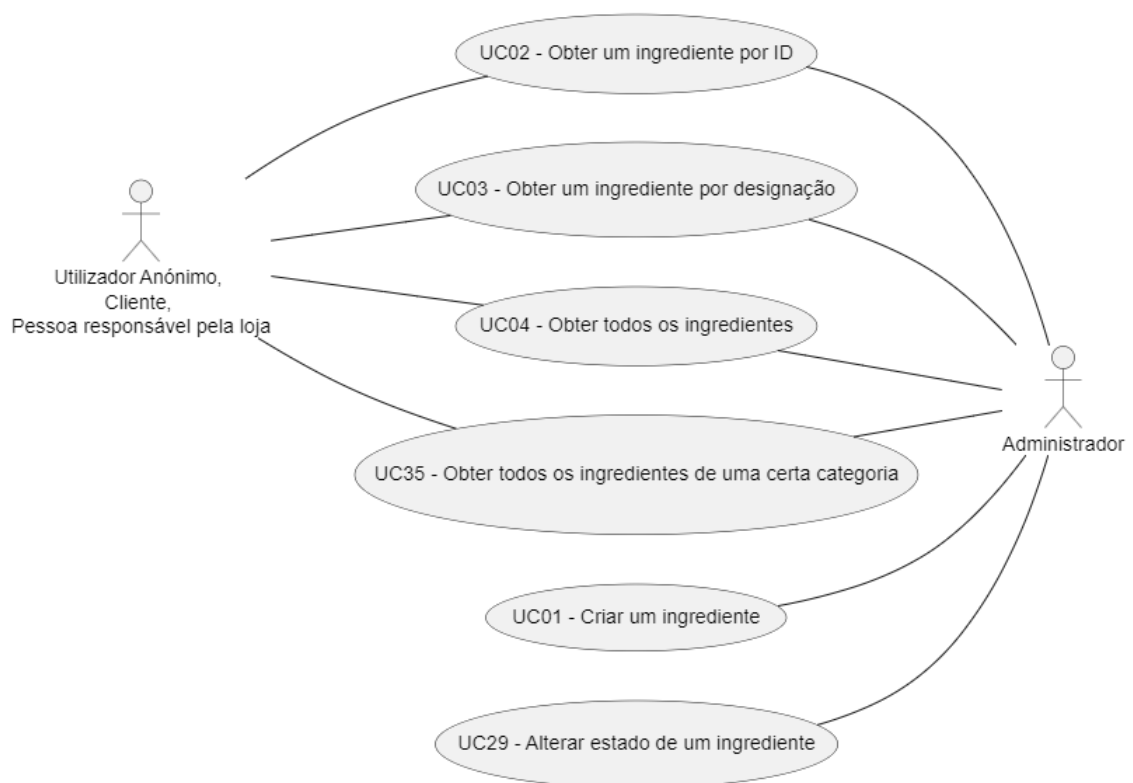 UC02 - Obter um ingrediente por ID
UC03 - Obter um ingrediente por designação
Utilizador Anónimo,
Cliente,
Pessoa responsável pela loja
UC04 - Obter todos os ingredientes
Administrador
UC35 - Obter todos os ingredientes de uma certa categoria
UC01 - Criar um ingrediente
UC29 - Alterar estado de um ingrediente